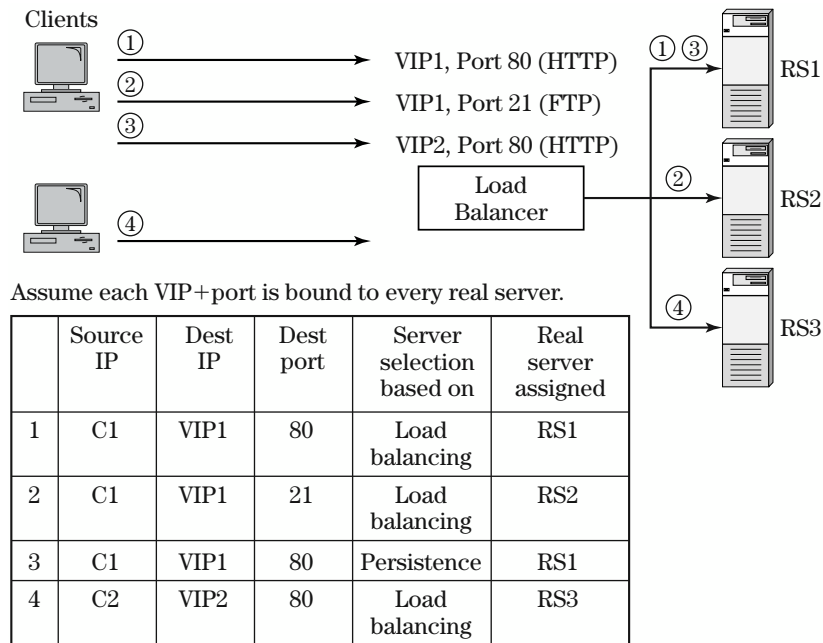 Clients
①
VIP1, Port 80 (HTTP)
① ③
RS1
②
VIP1, Port 21 (FTP)
③
VIP2, Port 80 (HTTP)
Load
Balancer
②
RS2
④
④
RS3
Assume each VIP+port is bound to every real server.
Source IP | Dest IP | Dest port | Server selection based on | Real server assigned
1 | C1 | VIP1 | 80 | Load balancing | RS1
2 | C1 | VIP1 | 21 | Load balancing | RS2
3 | C1 | VIP1 | 80 | Persistence | RS1
4 | C2 | VIP2 | 80 | Load balancing | RS3